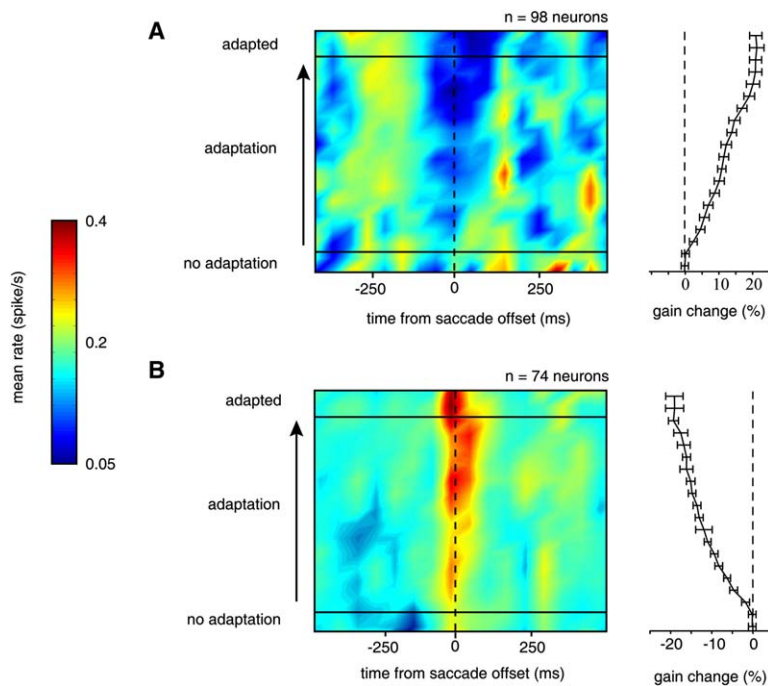 n = 98 neurons
A
adapted
adaptation
no adaptation
-250
0
250
time from saccade offset (ms)
0
10
20
gain change (%)
mean rate (spike/s)
0.4
0.2
0.05
n = 74 neurons
B
adapted
adaptation
no adaptation
-250
0
250
time from saccade offset (ms)
-20
-10
0
gain change (%)